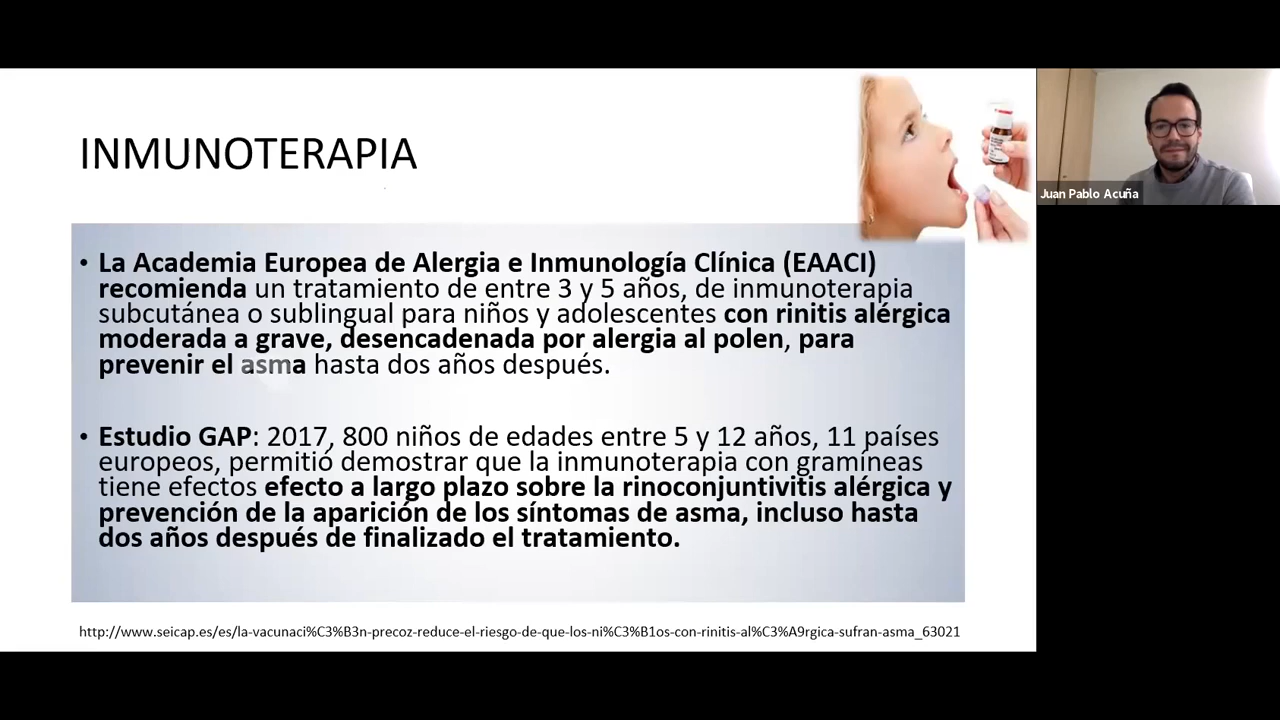 INMUNOTERAPIA
Juan Pablo Acuña
• La Academia Europea de Alergia e Inmunología Clínica (EAACI)
recomienda un tratamiento de entre 3 y 5 años, de inmunoterapia
subcutánea o sublingual para niños y adolescentes con rinitis alérgica
moderada a grave, desencadenada por alergia al polen, para
prevenir el asma hasta dos años después.
• Estudio GAP: 2017, 800 niños de edades entre 5 y 12 años, 11 países
europeos, permitió demostrar que la inmunoterapia con gramíneas
tiene efectos efecto a largo plazo sobre la rinoconjuntivitis alérgica y
prevención de la aparición de los síntomas de asma, incluso hasta
dos años después de finalizado el tratamiento.
http://www.seicap.es/es/la-vacunaci%C3%B3n-precoz-reduce-el-riesgo-de-que-los-ni%C3%B1os-con-rinitis-al%C3%A9rgica-sufran-asma_63021